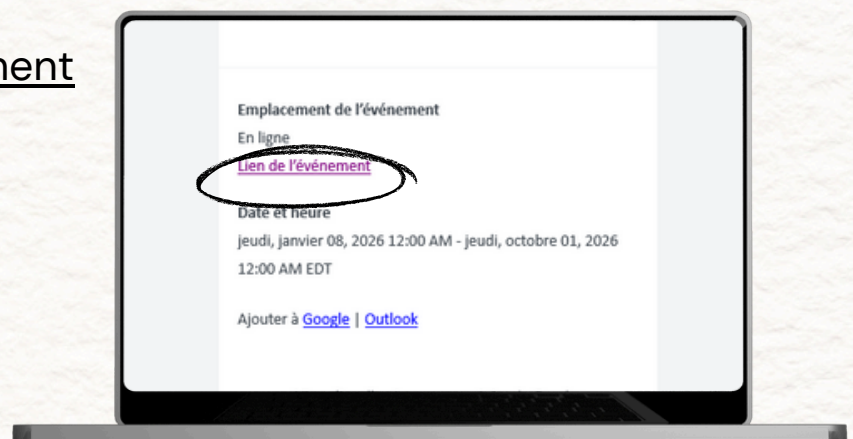 Emplacement de l'événement
En ligne
Lien de l'événement
Date et heure
jeudi, janvier 08, 2026 12:00 AM - jeudi, octobre 01, 2026
12:00 AM EDT
Ajouter à Google | Outlook